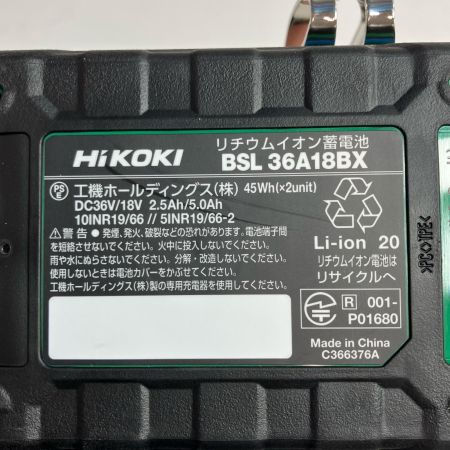 HiKOKI
リチウムイオン蓄電池
BSL 36A18BX
PS E 工機ホールディングス(株) 45Wh(×2unit)
DC36V/18V 2.5Ah/5.0Ah
10INR19/66 // 5INR19/66-2
⚠ 発煙、発火、破裂などの恐れがあります。電池端子間
を短絡させないでください。火中に投入しないください。
雨や水にぬらさないでください。分解・改造しないでください。
使用しないときは電池カバーをかぶせてください。
工機ホールディングス(株)製の専用充電器を使用してください。
Li-ion 20
リチウムイオン電池は
リサイクルへ
R 001-
P01680
Made in China
C366376A
>PC+TPE<